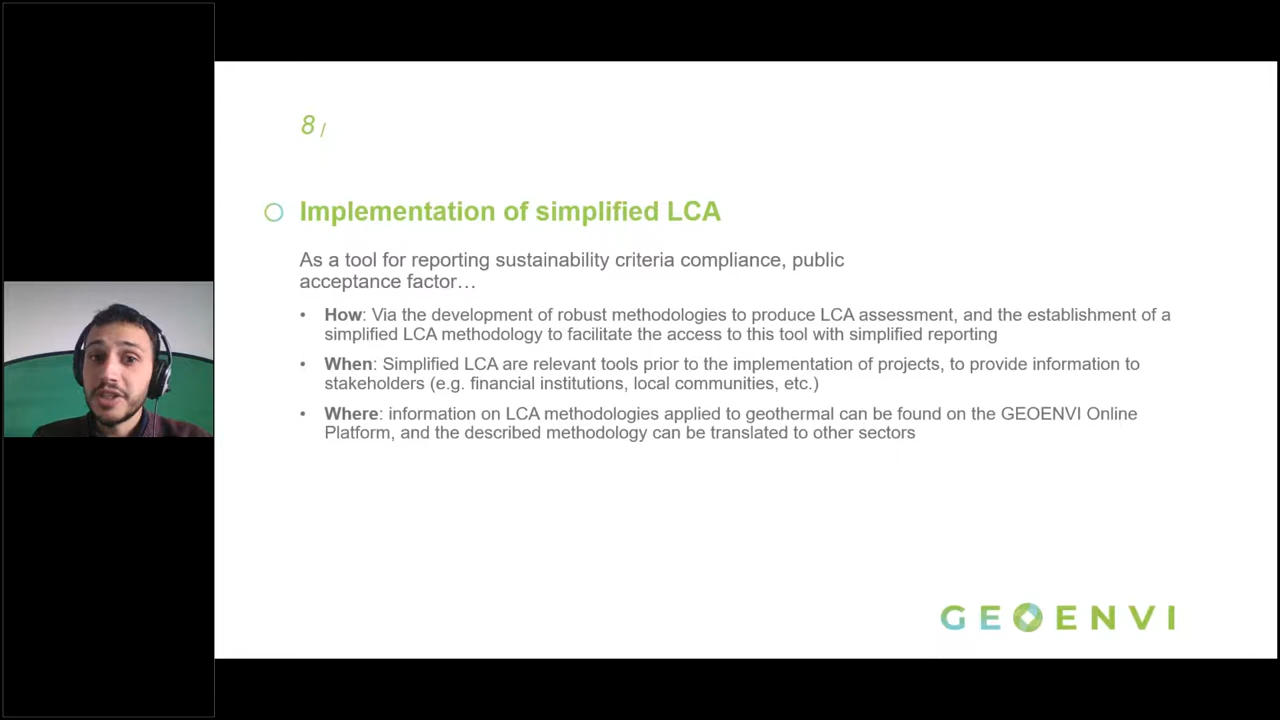 8 /
Implementation of simplified LCA
As a tool for reporting sustainability criteria compliance, public
acceptance factor…
• How: Via the development of robust methodologies to produce LCA assessment, and the establishment of a
simplified LCA methodology to facilitate the access to this tool with simplified reporting
• When: Simplified LCA are relevant tools prior to the implementation of projects, to provide information to
stakeholders (e.g. financial institutions, local communities, etc.)
• Where: information on LCA methodologies applied to geothermal can be found on the GEOENVI Online
Platform, and the described methodology can be translated to other sectors
GEOENVI